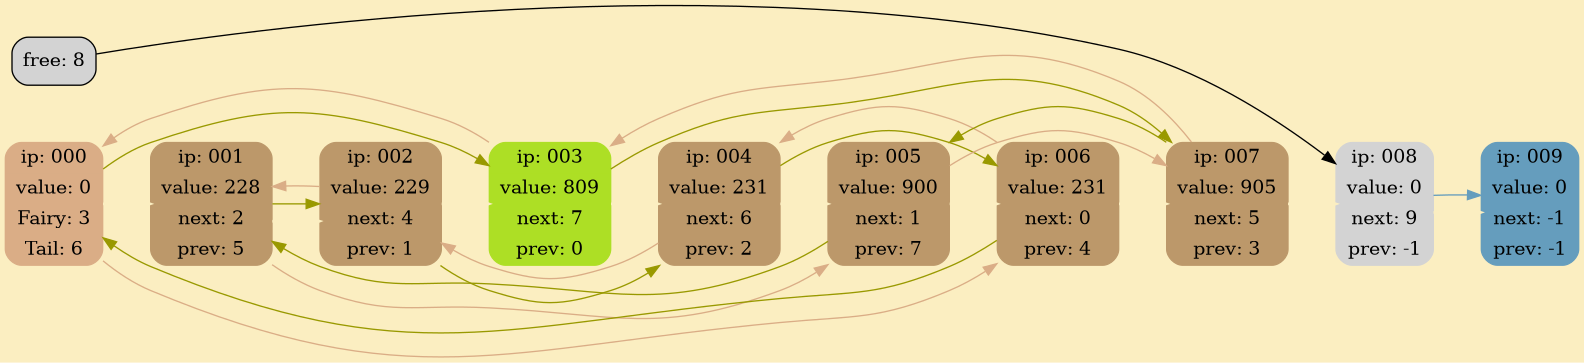 free: 8
ip: 000
value: 0
Fairy: 3
Tail: 6
ip: 001
value: 228
next: 2
prev: 5
ip: 002
value: 229
next: 4
prev: 1
ip: 003
value: 809
next: 7
prev: 0
ip: 004
value: 231
next: 6
prev: 2
ip: 005
value: 900
next: 1
prev: 7
ip: 006
value: 231
next: 0
prev: 4
ip: 007
value: 905
next: 5
prev: 3
ip: 008
value: 0
next: 9
prev: -1
ip: 009
value: 0
next: -1
prev: -1